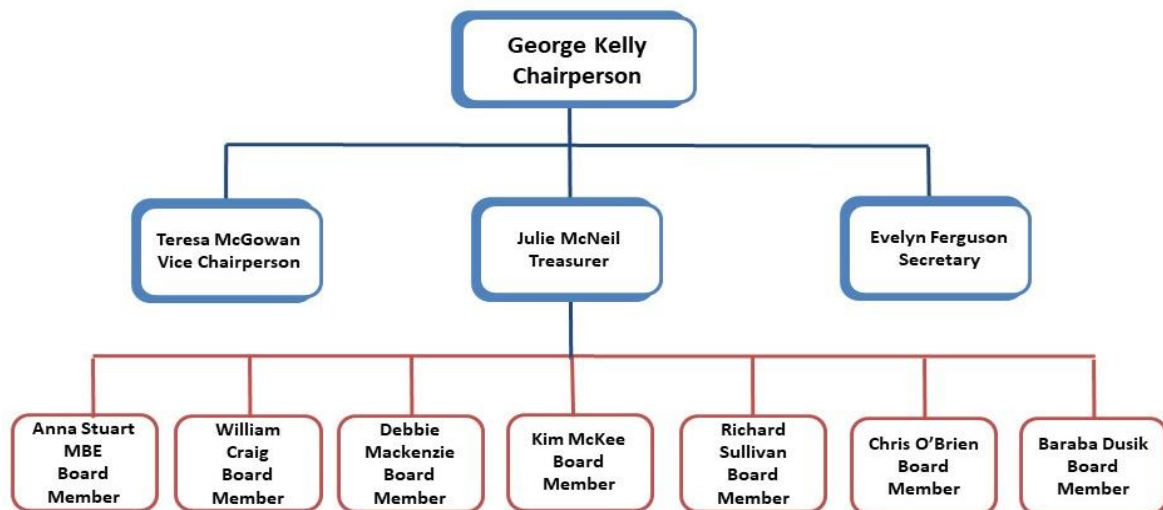 George Kelly
Chairperson
Teresa McGowan
Vice Chairperson
Julie McNeil
Treasurer
Evelyn Ferguson
Secretary
Anna Stuart
MBE
Board
Member
William
Craig
Board
Member
Debbie
Mackenzie
Board
Member
Kim McKee
Board
Member
Richard
Sullivan
Board
Member
Chris O’Brien
Board
Member
Baraba Dusik
Board
Member